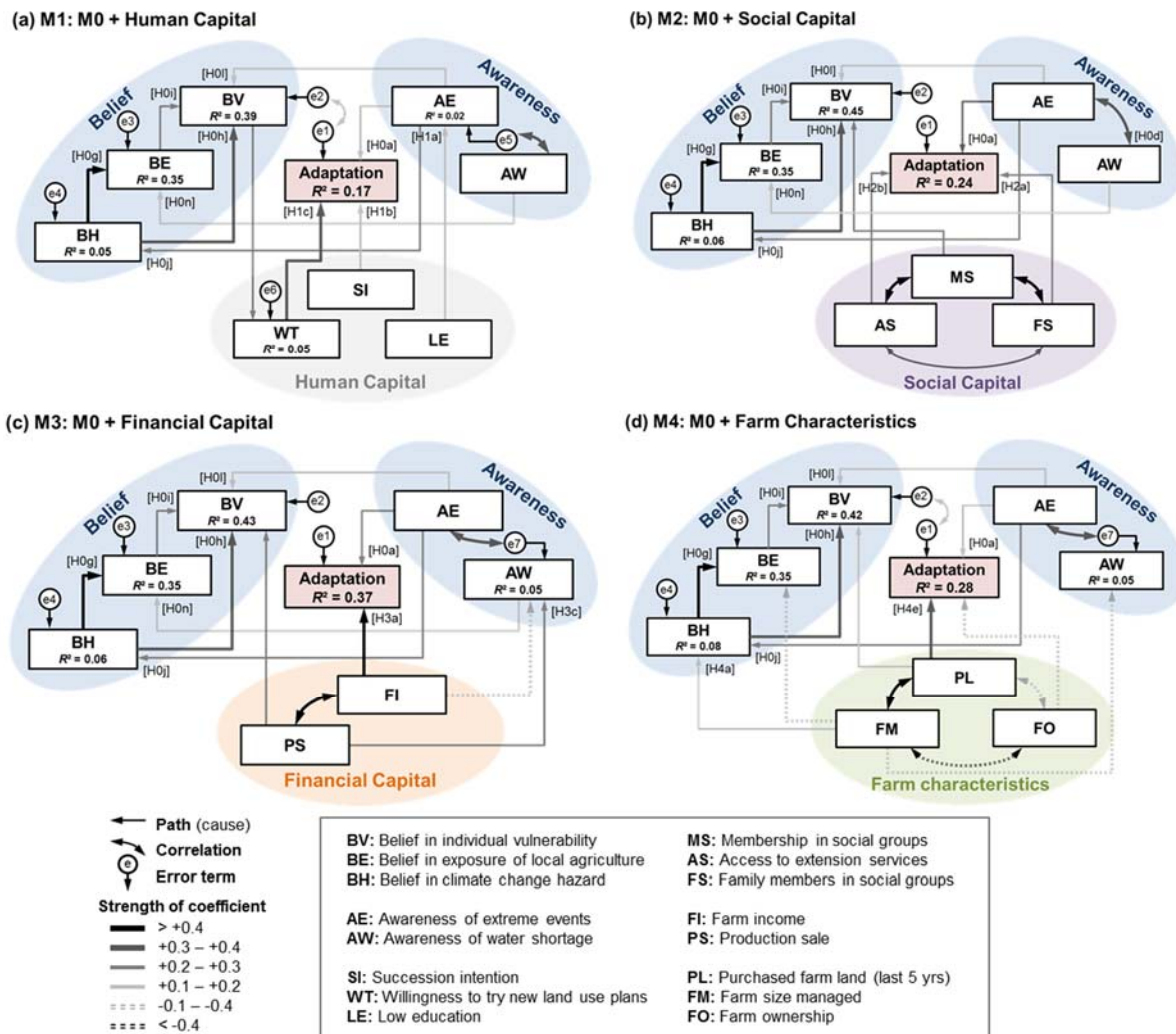 (a) M1: M0 + Human Capital
Belief
Awareness
[H0l]
[H0i]
BV
R² = 0.39
e2
AE
R² = 0.02
e3
[H0h]
e1
[H0a]
[H1a]
e5
[H0g]
BE
R² = 0.35
Adaptation
R² = 0.17
AW
e4
[H0n]
[H1c]
[H1b]
BH
R² = 0.05
[H0j]
SI
e6
WT
R² = 0.05
LE
Human Capital
(b) M2: M0 + Social Capital
Belief
Awareness
[H0l]
[H0i]
BV
R² = 0.45
e2
AE
e3
[H0h]
e1
[H0a]
[H0d]
[H0g]
BE
R² = 0.35
Adaptation
R² = 0.24
AW
e4
[H0n]
[H2b]
[H2a]
BH
R² = 0.06
[H0j]
MS
AS
FS
Social Capital
(c) M3: M0 + Financial Capital
Belief
Awareness
[H0l]
[H0i]
BV
R² = 0.43
e2
AE
e3
[H0h]
e1
[H0a]
e7
[H0g]
BE
R² = 0.35
Adaptation
R² = 0.37
AW
R² = 0.05
e4
[H0n]
[H3a]
[H3c]
BH
R² = 0.06
[H0j]
FI
PS
Financial Capital
(d) M4: M0 + Farm Characteristics
Belief
Awareness
[H0l]
[H0i]
BV
R² = 0.42
e2
AE
e3
[H0h]
e1
[H0a]
e7
[H0g]
BE
R² = 0.35
Adaptation
R² = 0.28
AW
R² = 0.05
e4
[H4e]
BH
R² = 0.08
[H4a]
[H0j]
PL
FM
FO
Farm characteristics
Path (cause)
Correlation
e
Error term
Strength of coefficient
> +0.4
+0.3 – +0.4
+0.2 – +0.3
+0.1 – +0.2
-0.1 – -0.4
< -0.4
BV: Belief in individual vulnerability
BE: Belief in exposure of local agriculture
BH: Belief in climate change hazard
AE: Awareness of extreme events
AW: Awareness of water shortage
SI: Succession intention
WT: Willingness to try new land use plans
LE: Low education
MS: Membership in social groups
AS: Access to extension services
FS: Family members in social groups
FI: Farm income
PS: Production sale
PL: Purchased farm land (last 5 yrs)
FM: Farm size managed
FO: Farm ownership